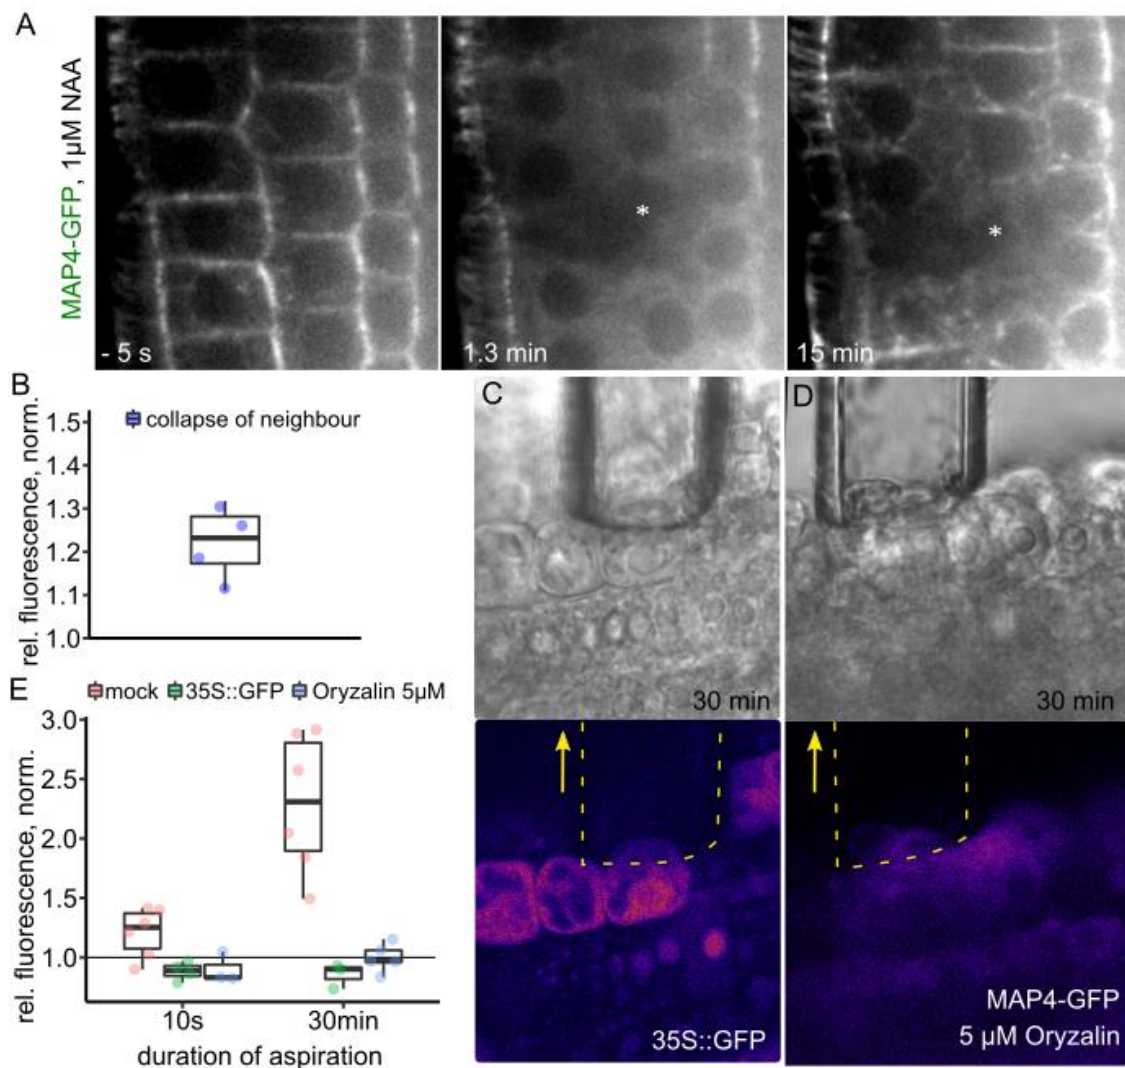 A
MAP4-GFP, 1µM NAA
- 5 s
*
1.3 min
*
15 min
B
rel. fluorescence, norm.
collapse of neighbour
1.5
1.4
1.3
1.2
1.1
1.0
C
30 min
D
30 min
E
mock 35S::GFP Oryzalin 5µM
rel. fluorescence, norm.
3.0
2.5
2.0
1.5
1.0
10s 30min
duration of aspiration
35S::GFP
MAP4-GFP
5 µM Oryzalin